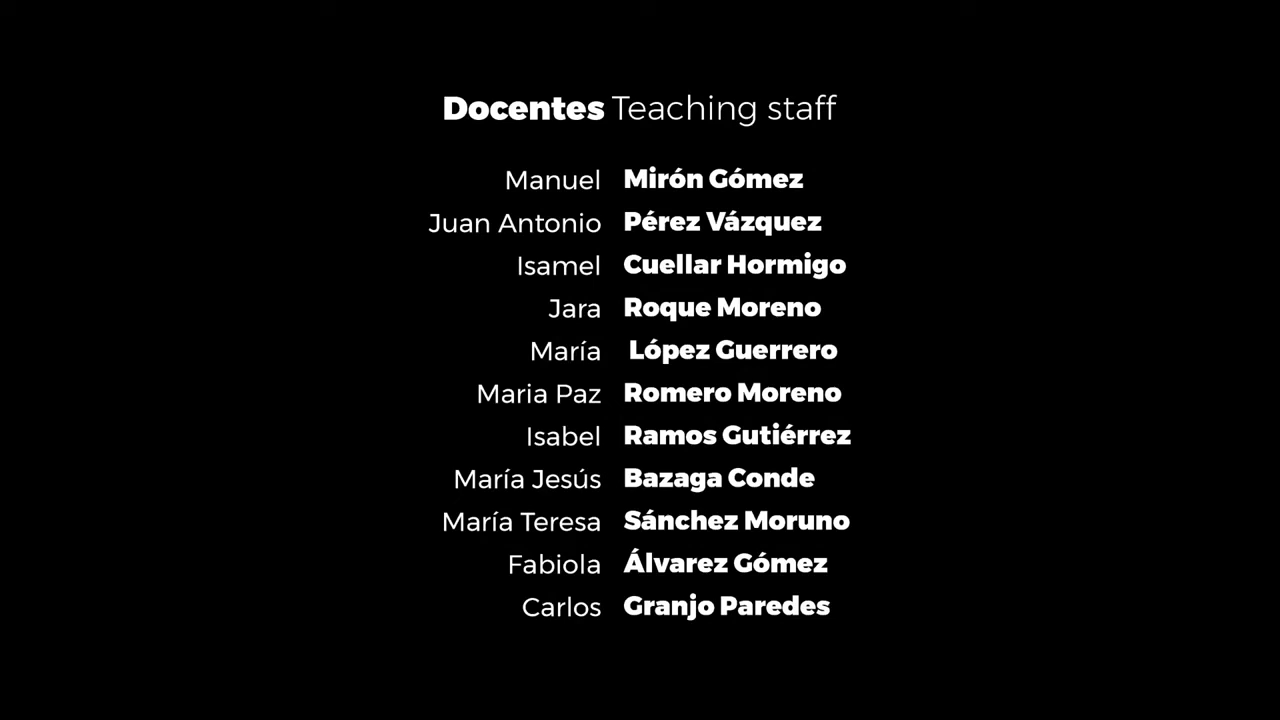 Docentes Teaching staff
Manuel Mirón Gómez
Juan Antonio Pérez Vázquez
Isamel Cuellar Hormigo
Jara Roque Moreno
María López Guerrero
Maria Paz Romero Moreno
Isabel Ramos Gutiérrez
María Jesús Bazaga Conde
María Teresa Sánchez Moruno
Fabiola Álvarez Gómez
Carlos Granjo Paredes